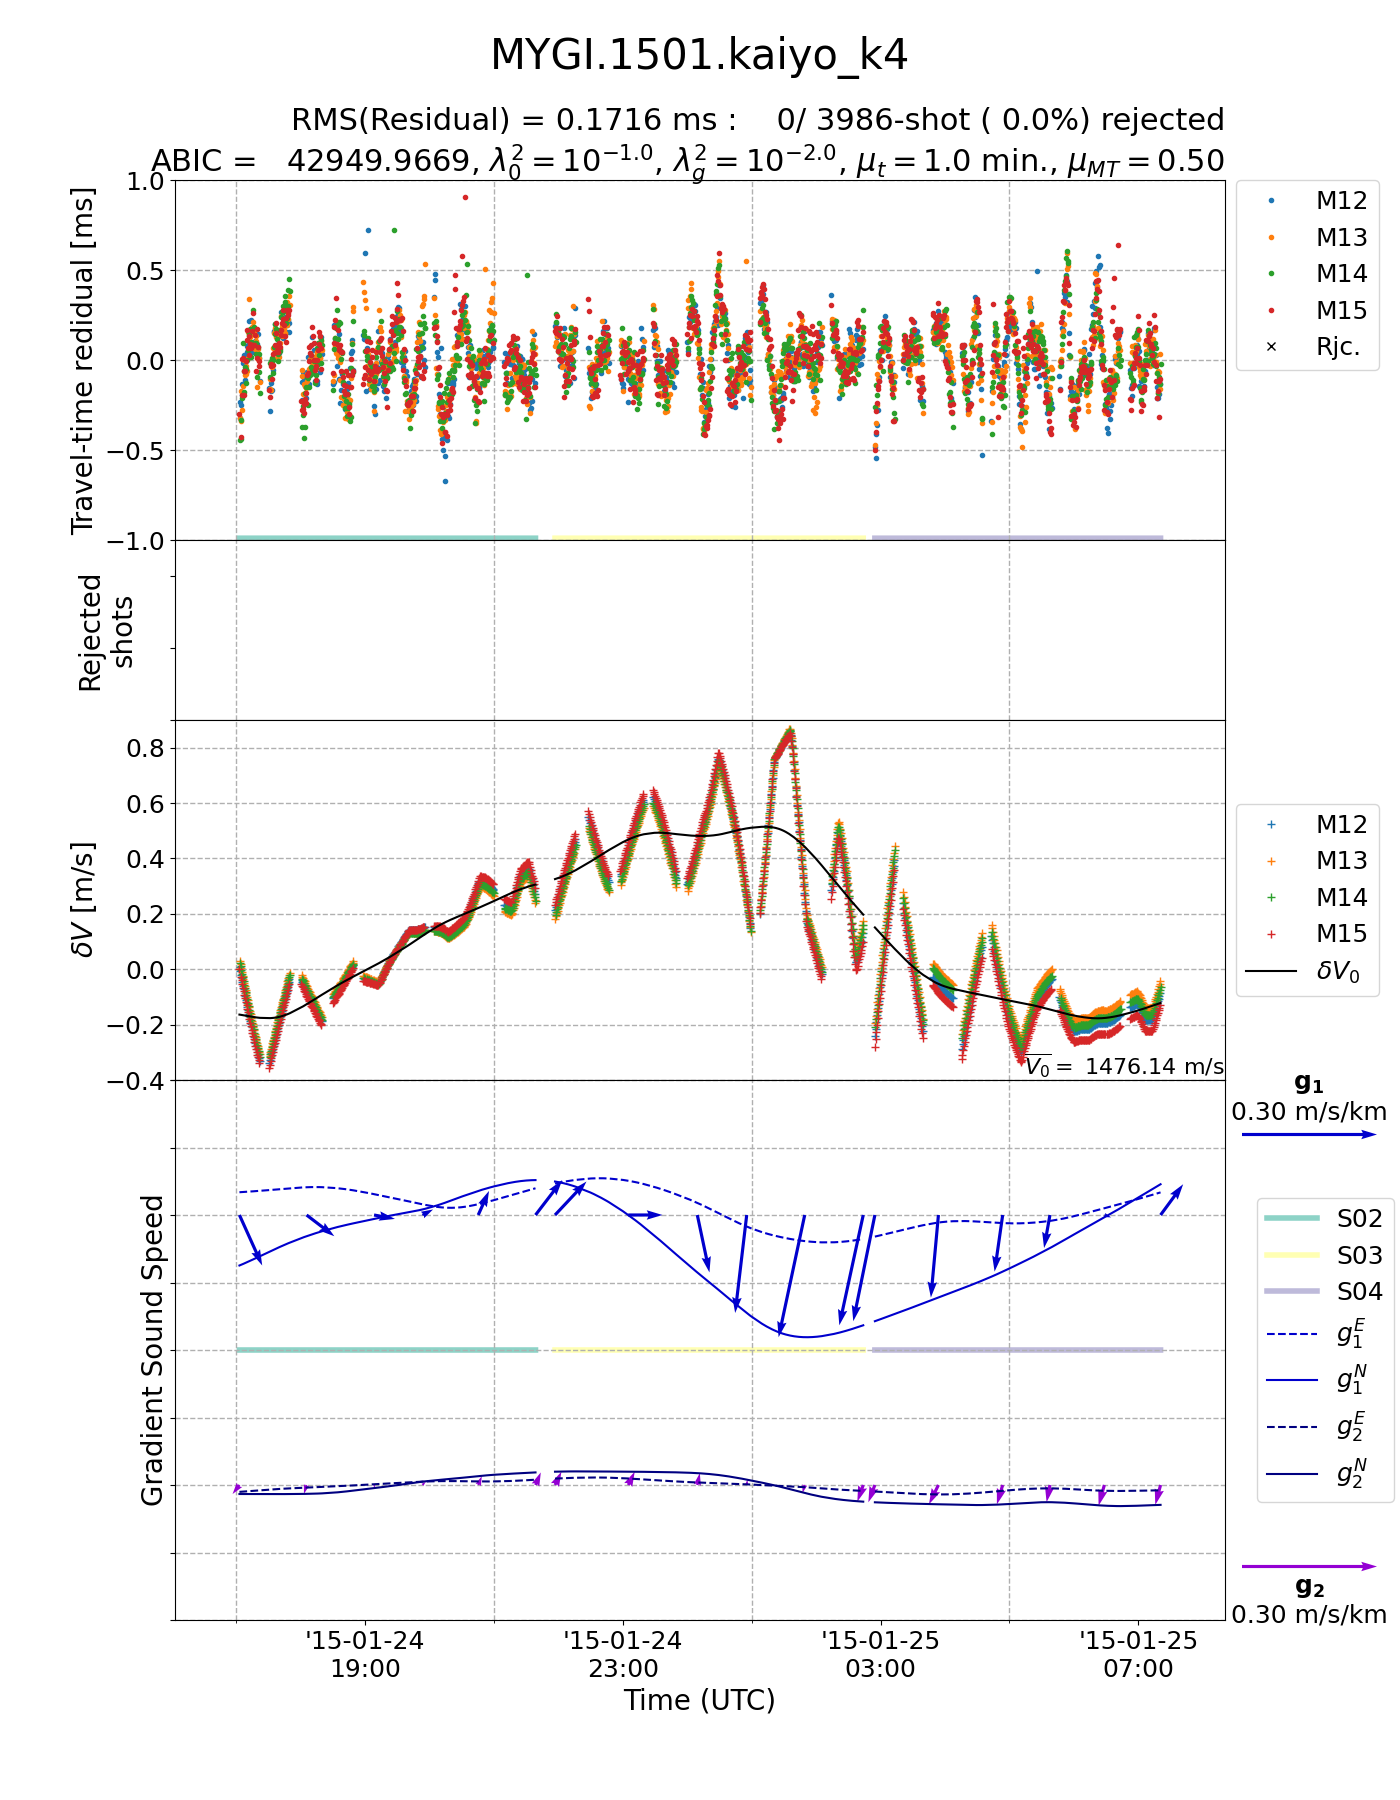 MYGI.1501.kaiyo_k4
RMS(Residual) = 0.1716 ms :    0/ 3986-shot ( 0.0%) rejected
ABIC =   42949.9669, λ₀² = 10⁻¹·⁰, λ_g² = 10⁻²·⁰, μ_t = 1.0 min., μ_MT = 0.50
Travel-time redidual [ms]
1.0
0.5
0.0
−0.5
−1.0
M12
M13
M14
M15
Rjc.
Rejected
shots
δV [m/s]
0.8
0.6
0.4
0.2
0.0
−0.2
−0.4
V̅₀ = 1476.14 m/s
M12
M13
M14
M15
δV₀
Gradient Sound Speed
g₁
0.30 m/s/km
S02
S03
S04
g₁ᴱ
g₁ᴺ
g₂ᴱ
g₂ᴺ
g₂
0.30 m/s/km
'15-01-24
19:00
'15-01-24
23:00
'15-01-25
03:00
'15-01-25
07:00
Time (UTC)